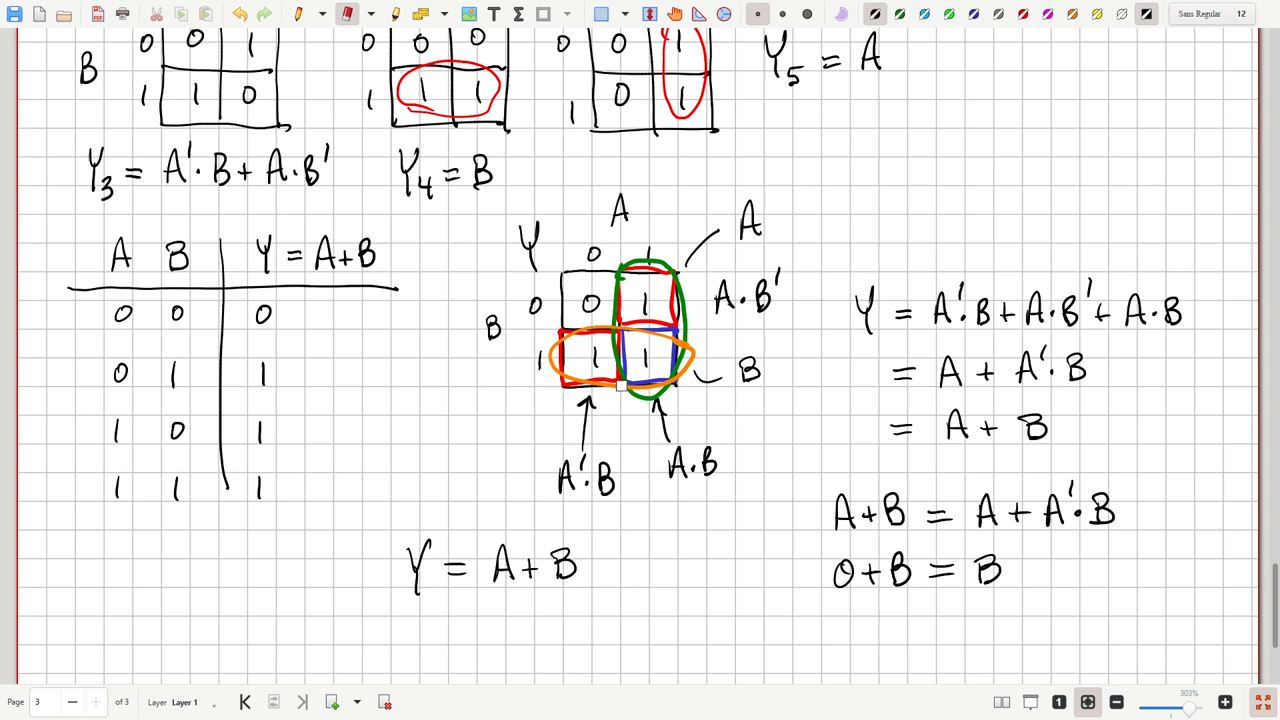 Sans Regular 12
0 0 1 0 0 0 0 0 1
B 1 1 0 1 1 1 1 0 1
Y5 = A
Y3 = A'·B + A·B' Y4 = B
A B Y = A+B
0 0 0
0 1 1
1 0 1
1 1 1
Y A A
0 1
0 0 1 A·B'
B 1 1 1 B
A'·B A·B
Y = A+B
Y = A'·B + A·B' + A·B
= A + A'·B
= A + B
A+B = A + A'·B
0+B = B
Page 3 of 3 Layer Layer 1 1 303%